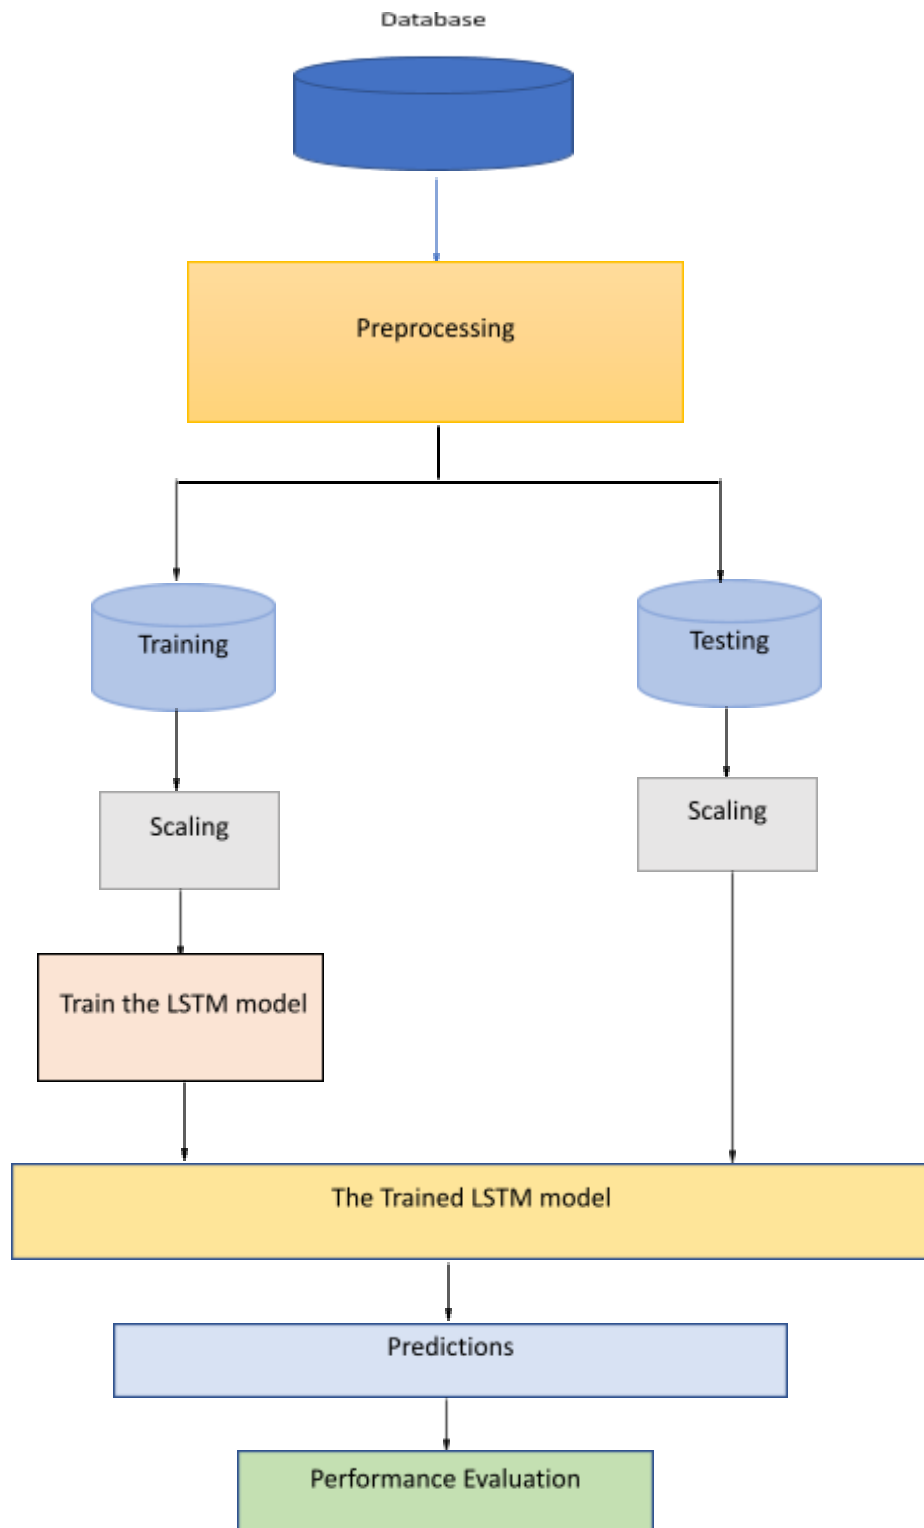 Database
Preprocessing
Training
Testing
Scaling
Scaling
Train the LSTM model
The Trained LSTM model
Predictions
Performance Evaluation